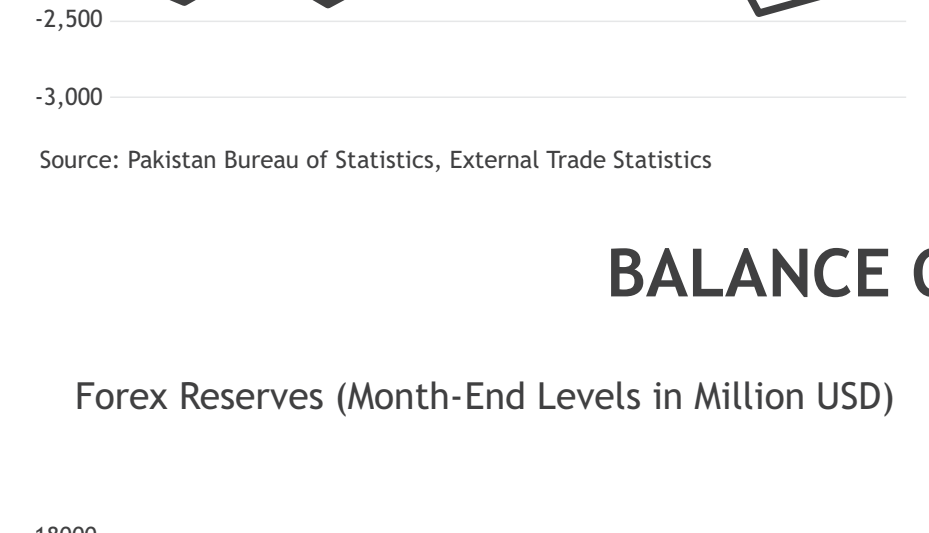 -2,500
-3,000
Source: Pakistan Bureau of Statistics, External Trade Statistics
BALANCE
Forex Reserves (Month-End Levels in Million USD)
18000